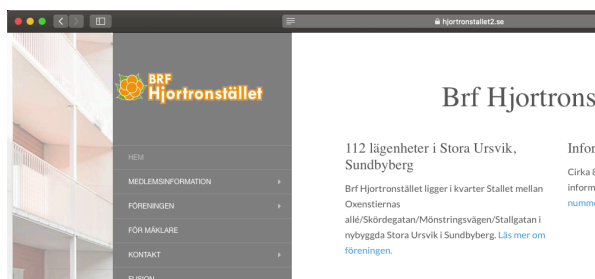 hjortronstallet2.se
BRF
Hjortronstället
HEM
MEDLEMSINFORMATION
FÖRENINGEN
FÖR MÄKLARE
KONTAKT
FUSION
Brf Hjortrons
112 lägenheter i Stora Ursvik,
Sundbyberg
Brf Hjortronstället ligger i kvarter Stallet mellan
Oxenstiernas
allé/Skördegatan/Mönstringsvägen/Stallgatan i
nybyggda Stora Ursvik i Sundbyberg. Läs mer om
föreningen.
Infor
Cirka 8
inform
numme